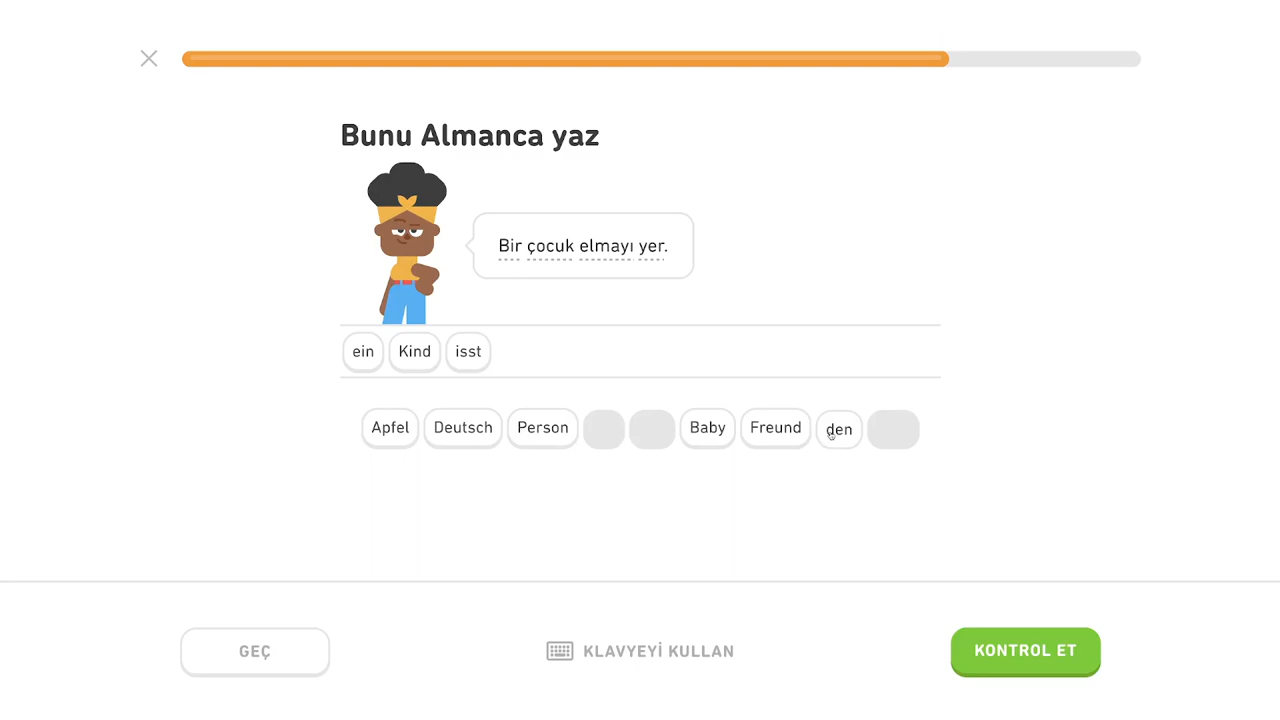 Bunu Almanca yaz
Bir çocuk elmayı yer.
ein Kind isst
Apfel Deutsch Person Baby Freund den
GEÇ KLAVYEYİ KULLAN KONTROL ET